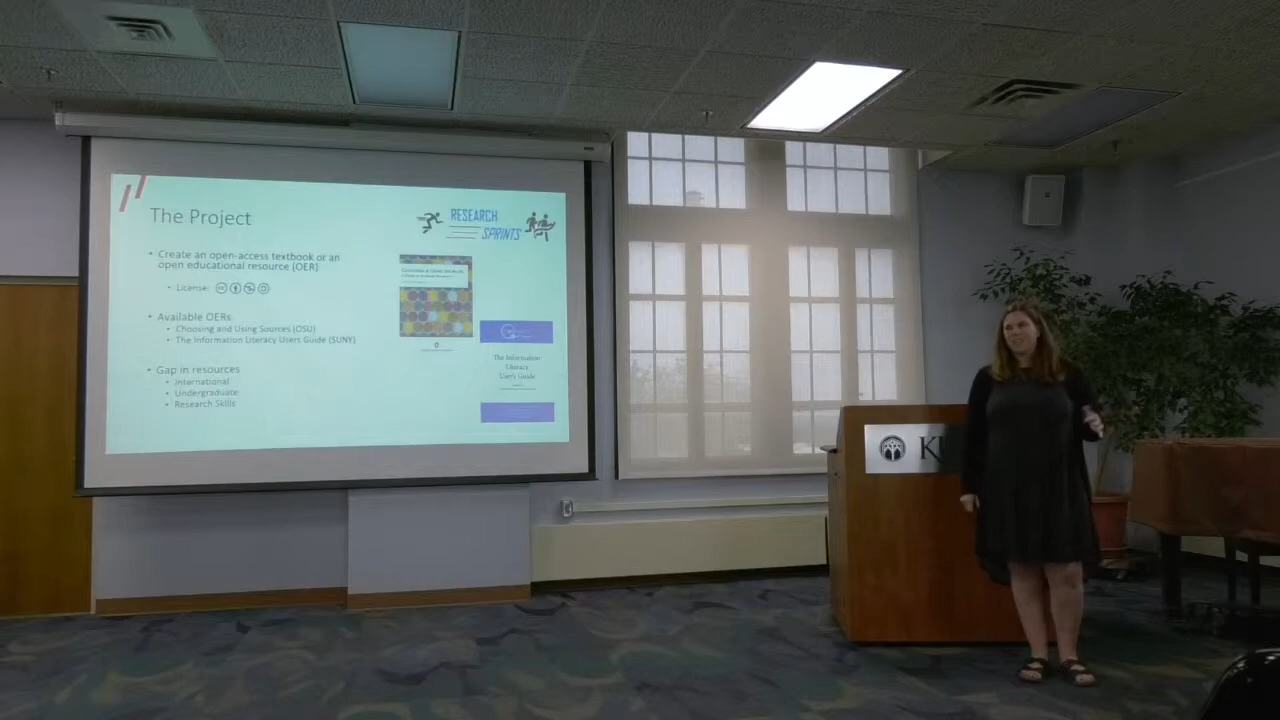 The Project
RESEARCH
SPRINTS
• Create an open-access textbook or an
open educational resource (OER)
• License:
• Available OERs:
• Choosing and Using Sources (OSU)
• The Information Literacy Users Guide (SUNY)
• Gap in resources
• International
• Undergraduate
• Research Skills
The Information
Literacy
User's Guide